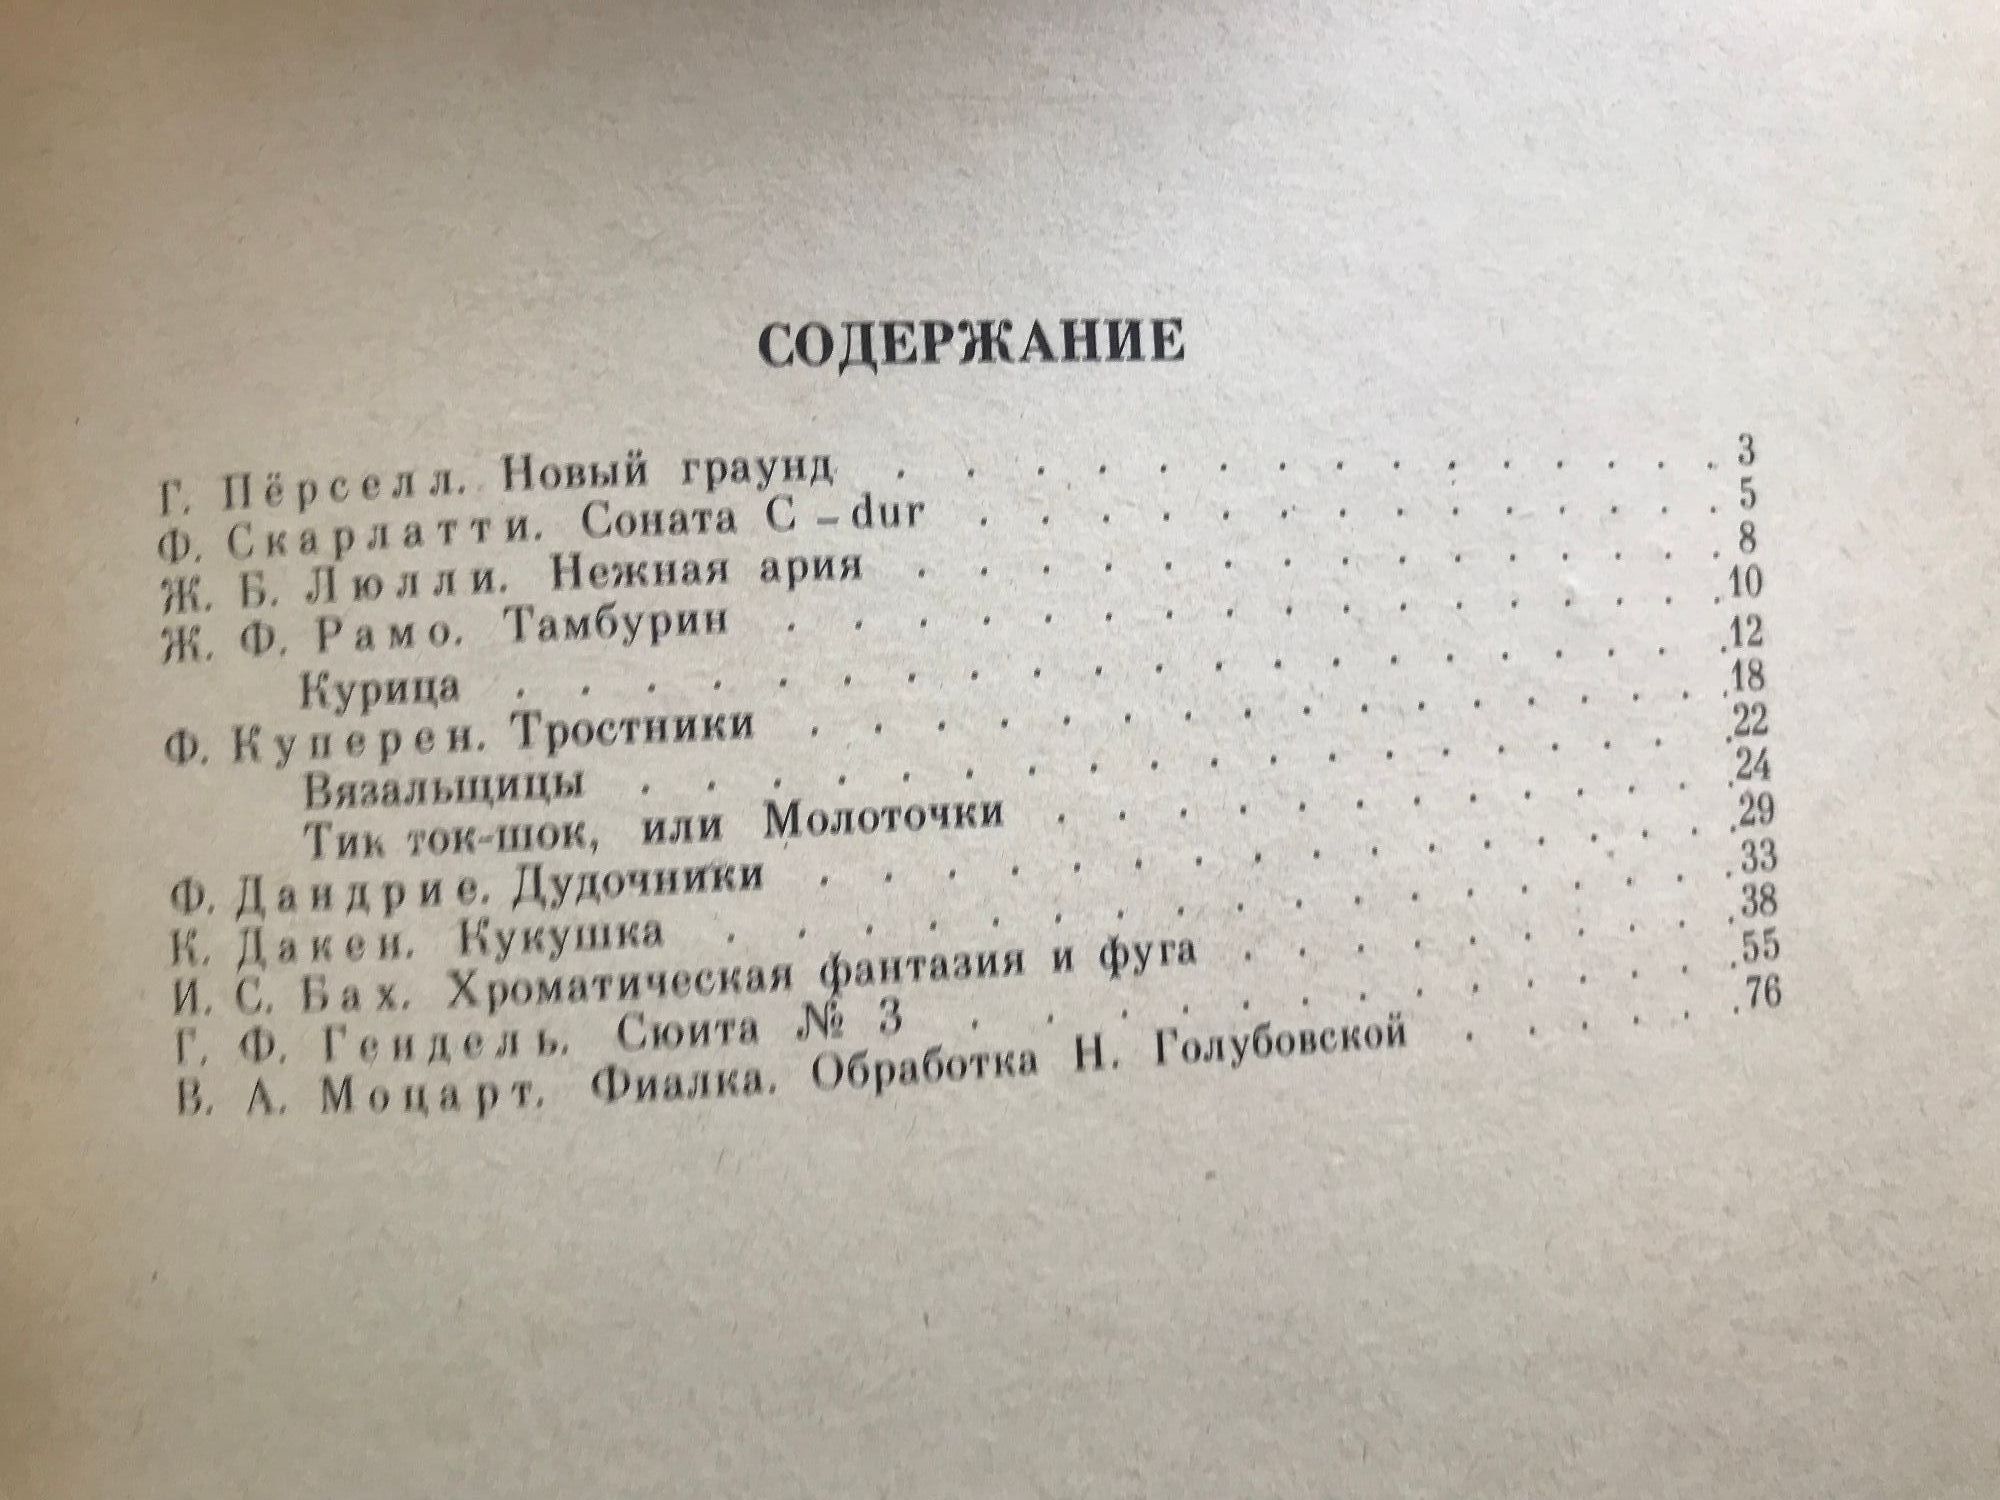 СОДЕРЖАНИЕ
Г. Пёрселл. Новый граунд . . . . . . . . . . . . . . 3
Ф. Скарлатти. Соната C – dur . . . . . . . . . . . . . 5
Ж. Б. Люлли. Нежная ария . . . . . . . . . . . . . . 8
Ж. Ф. Рамо. Тамбурин . . . . . . . . . . . . . . . . 10
Курица . . . . . . . . . . . . . . . . . . . . 12
Ф. Куперен. Тростники . . . . . . . . . . . . . . . . 18
Вязальщицы . . . . . . . . . . . . . . . . . . 22
Тик ток-шок, или Молоточки . . . . . . . . . . . . 24
Ф. Дандрие. Дудочники . . . . . . . . . . . . . . . . 29
К. Дакен. Кукушка . . . . . . . . . . . . . . . . . 33
И. С. Бах. Хроматическая фантазия и фуга . . . . . . . . . 38
Г. Ф. Гендель. Сюита № 3 . . . . . . . . . . . . . 55
В. А. Моцарт. Фиалка. Обработка Н. Голубовской . . . . . 76